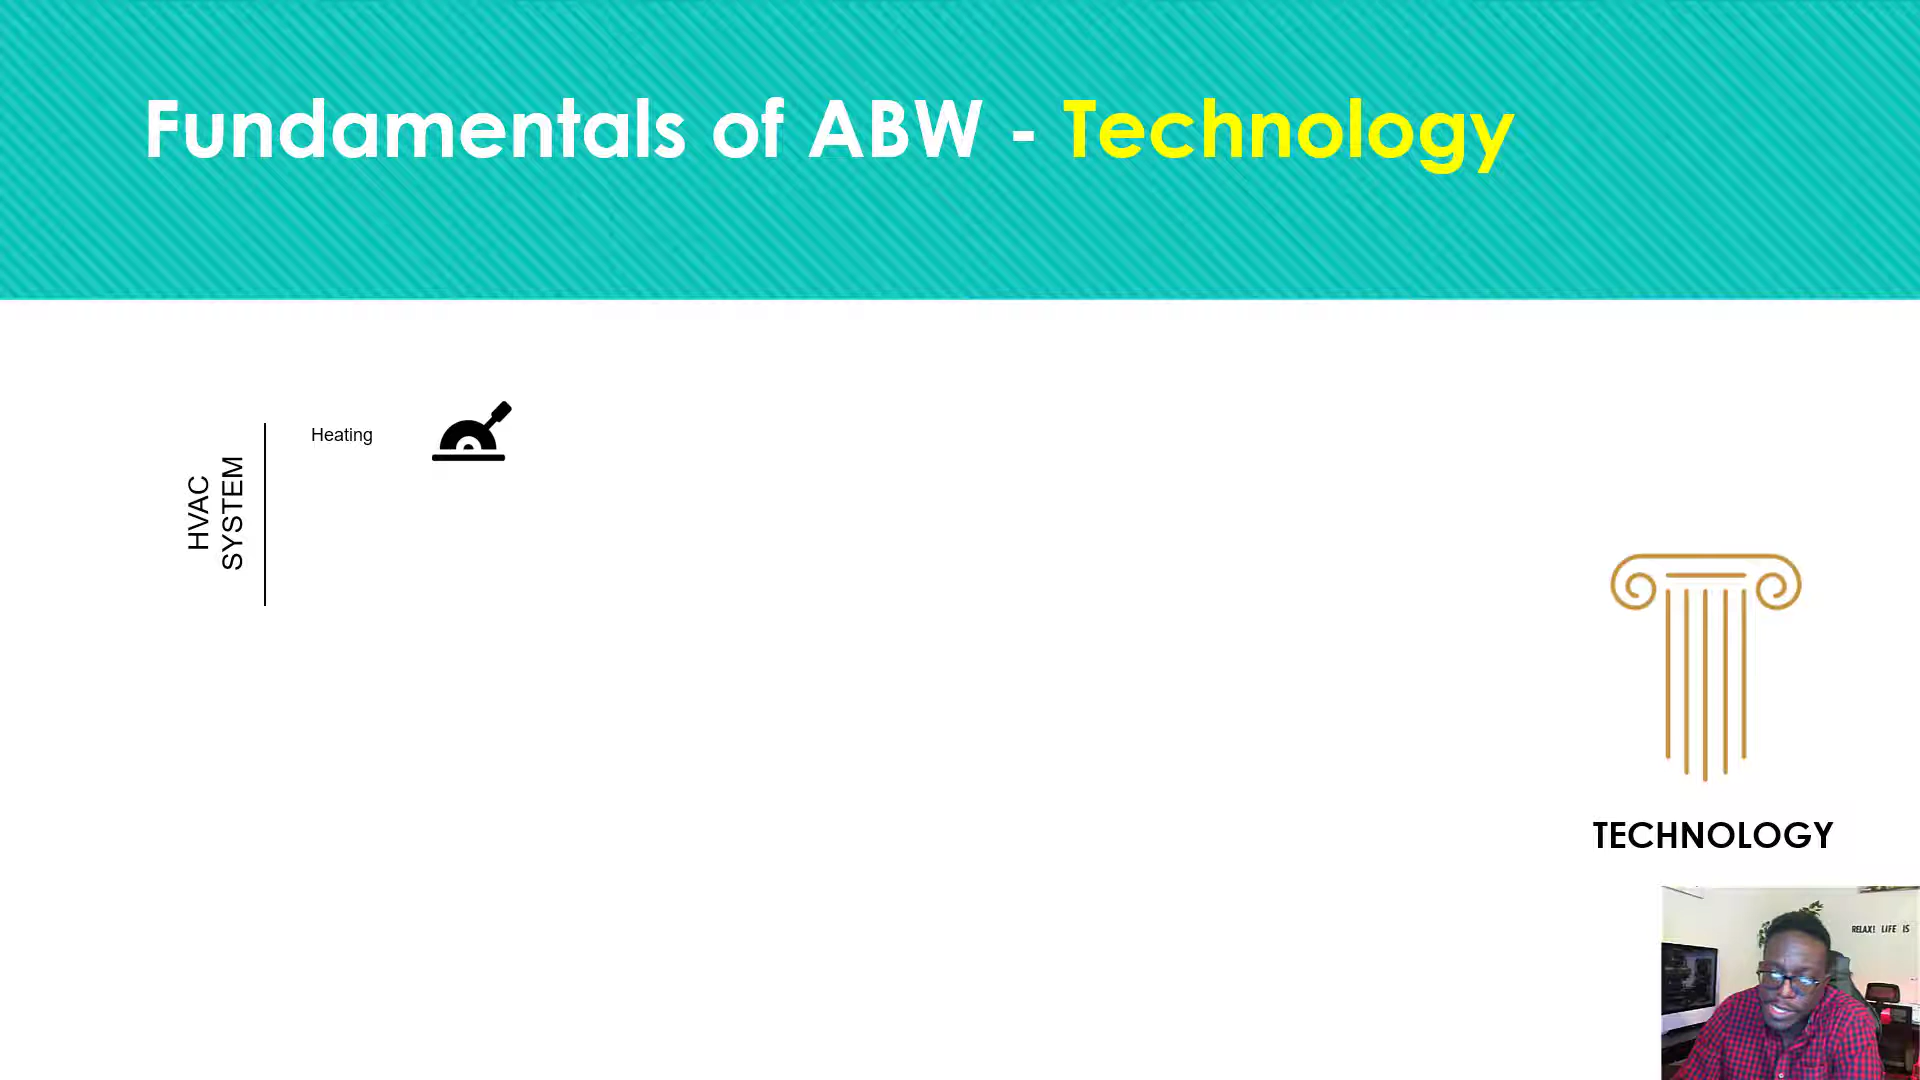 Fundamentals of ABW - Technology
HVAC
SYSTEM
Heating
TECHNOLOGY
RELAX! LIFE IS